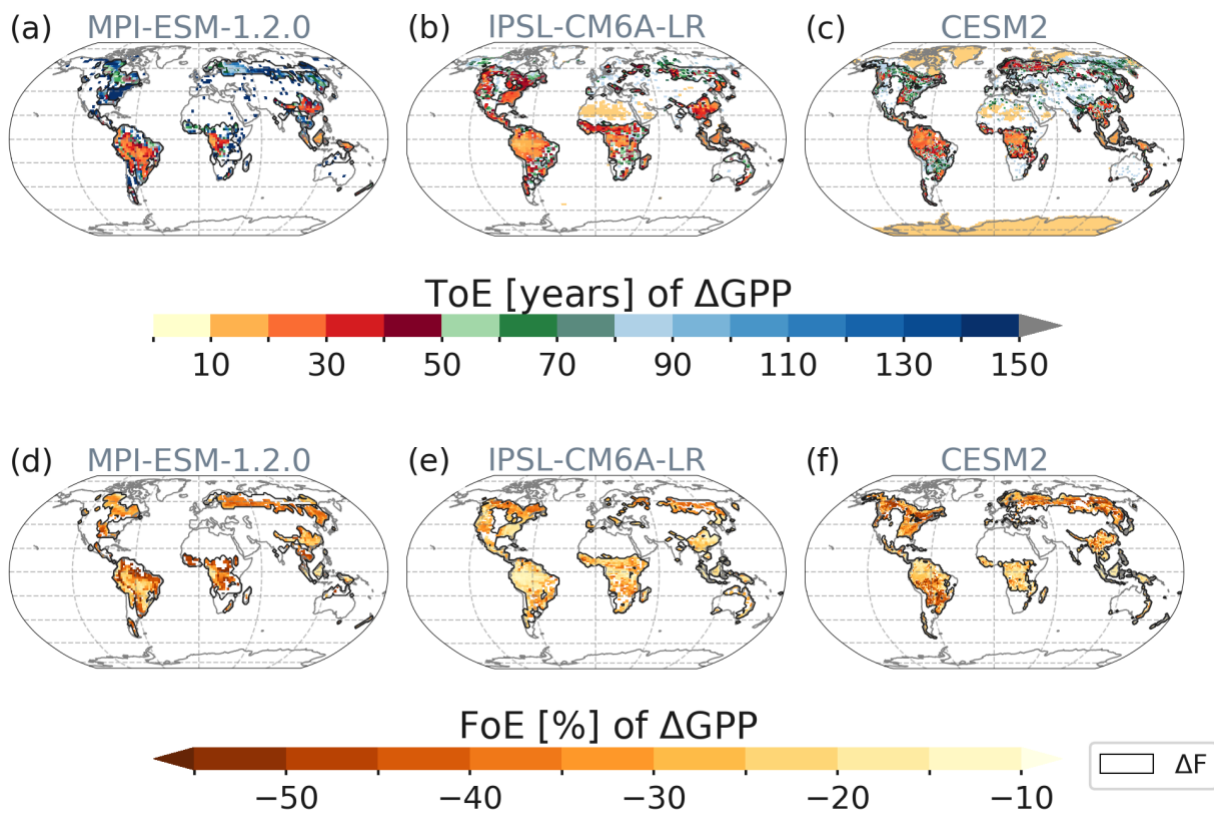 (a) MPI-ESM-1.2.0 (b) IPSL-CM6A-LR (c) CESM2
ToE [years] of ΔGPP
10 30 50 70 90 110 130 150
(d) MPI-ESM-1.2.0 (e) IPSL-CM6A-LR (f) CESM2
FoE [%] of ΔGPP
ΔF
−50 −40 −30 −20 −10